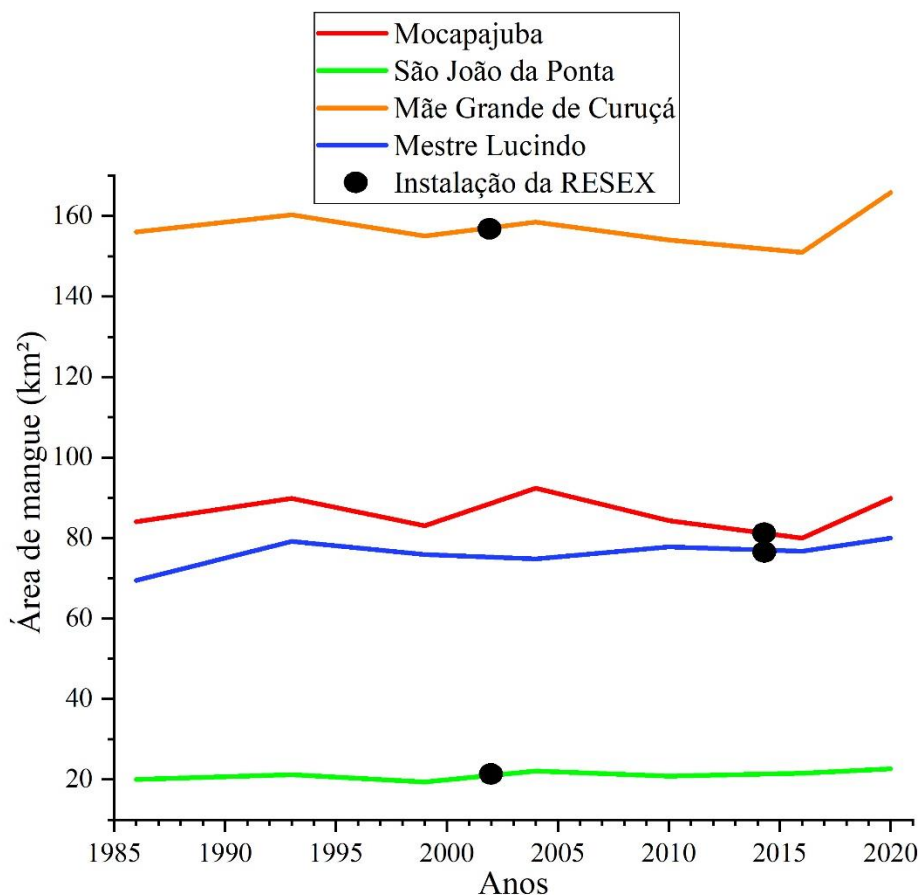 Mocapajuba
São João da Ponta
Mãe Grande de Curuçá
Mestre Lucindo
Instalação da RESEX
Área de mangue (km²)
160
140
120
100
80
60
40
20
1985 1990 1995 2000 2005 2010 2015 2020
Anos